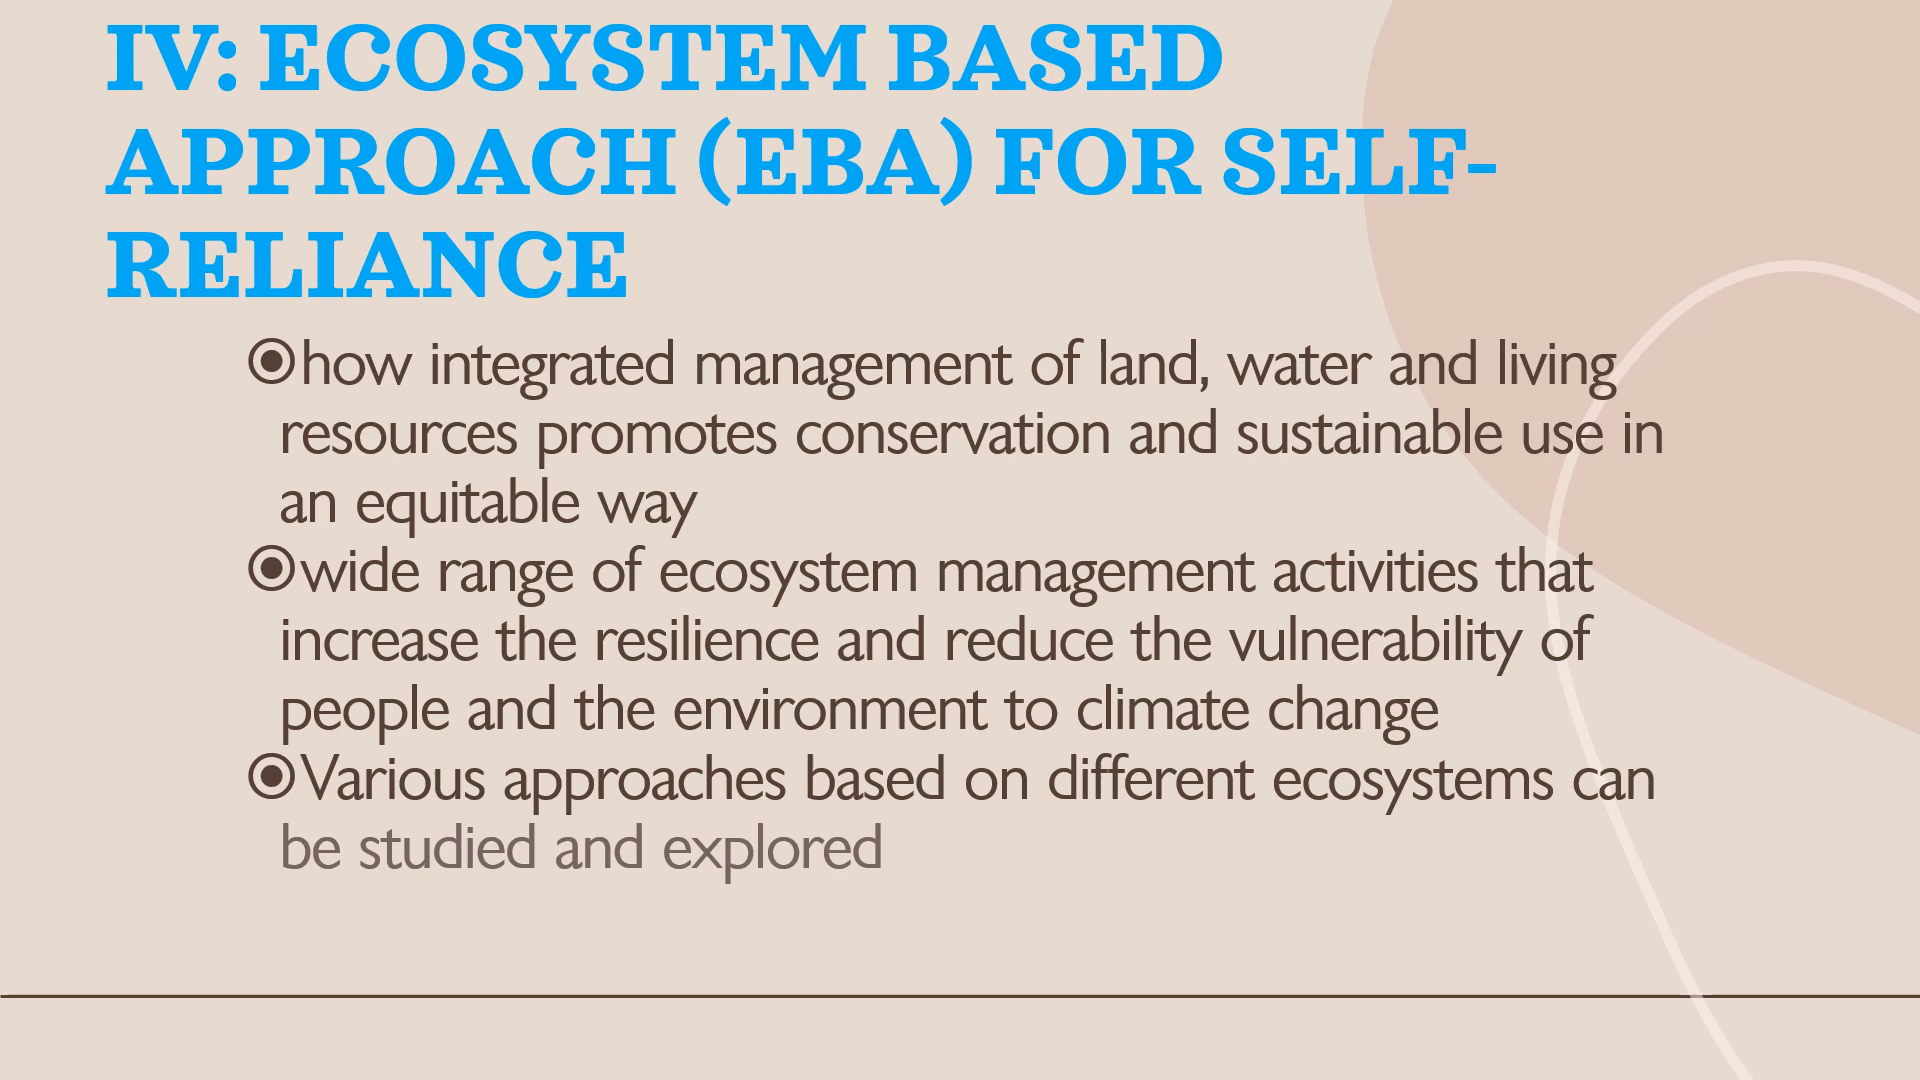 IV: ECOSYSTEM BASED
APPROACH (EBA) FOR SELF-
RELIANCE
how integrated management of land, water and living
resources promotes conservation and sustainable use in
an equitable way
wide range of ecosystem management activities that
increase the resilience and reduce the vulnerability of
people and the environment to climate change
Various approaches based on different ecosystems can
be studied and explored